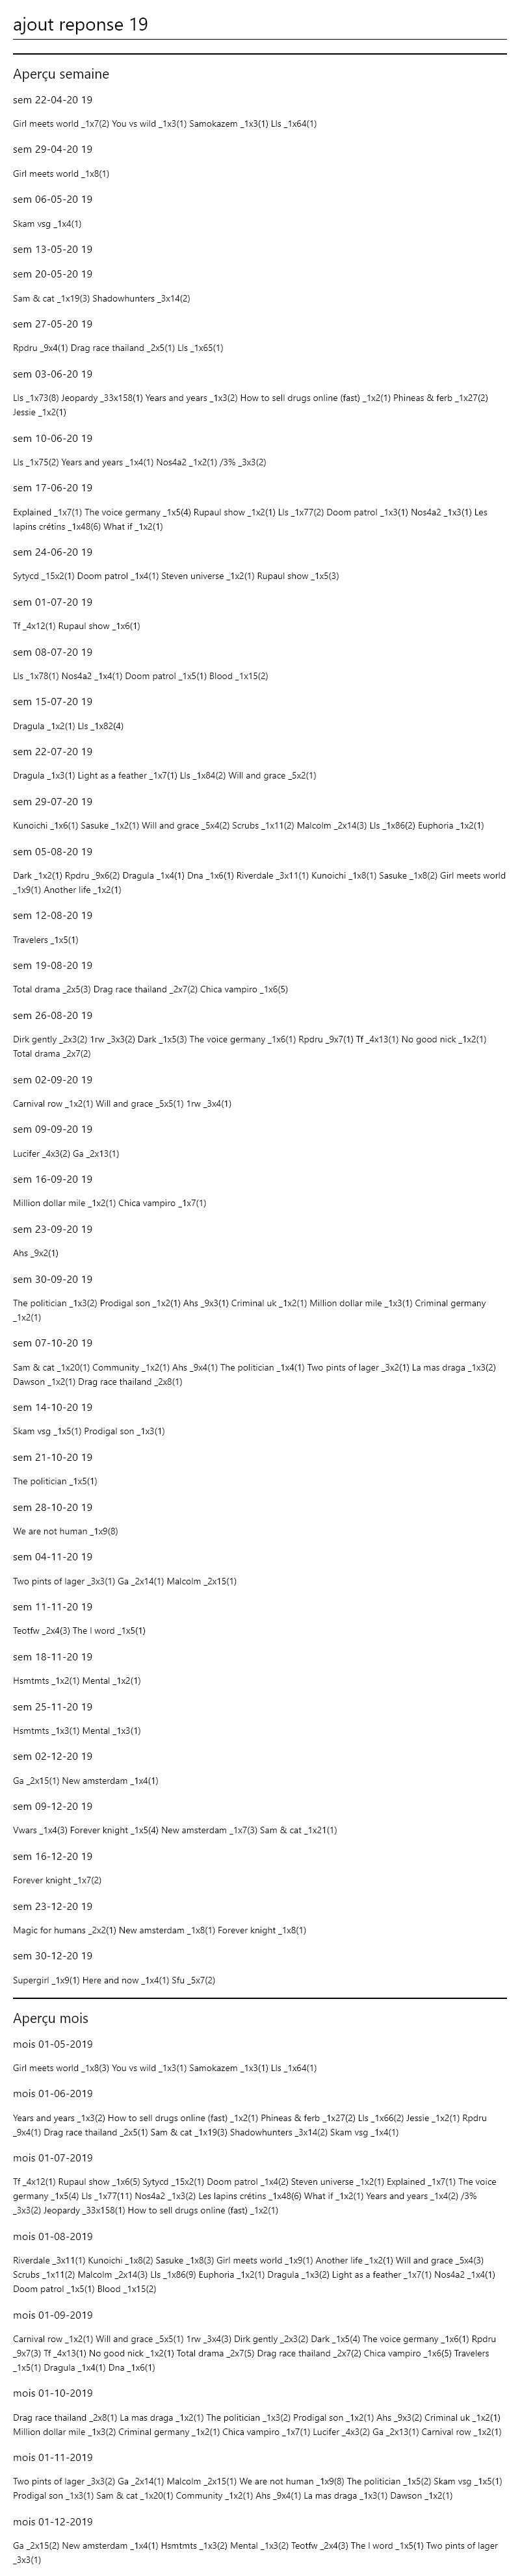 ajout reponse 19
Aperçu semaine
sem 22-04-20 19
Girl meets world _1x7(2) You vs wild _1x3(1) Samokazem _1x3(1) Lls _1x64(1)
sem 29-04-20 19
Girl meets world _1x8(1)
sem 06-05-20 19
Skam vsg _1x4(1)
sem 13-05-20 19
sem 20-05-20 19
Sam & cat _1x19(3) Shadowhunters _3x14(2)
sem 27-05-20 19
Rpdru _9x4(1) Drag race thailand _2x5(1) Lls _1x65(1)
sem 03-06-20 19
Lls _1x73(8) Jeopardy _33x158(1) Years and years _1x3(2) How to sell drugs online (fast) _1x2(1) Phineas & ferb _1x27(2)
Jessie _1x2(1)
sem 10-06-20 19
Lls _1x75(2) Years and years _1x4(1) Nos4a2 _1x2(1) /3% _3x3(2)
sem 17-06-20 19
Explained _1x7(1) The voice germany _1x5(4) Rupaul show _1x2(1) Lls _1x77(2) Doom patrol _1x3(1) Nos4a2 _1x3(1) Les
lapins crétins _1x48(6) What if _1x2(1)
sem 24-06-20 19
Sytycd _15x2(1) Doom patrol _1x4(1) Steven universe _1x2(1) Rupaul show _1x5(3)
sem 01-07-20 19
Tf _4x12(1) Rupaul show _1x6(1)
sem 08-07-20 19
Lls _1x78(1) Nos4a2 _1x4(1) Doom patrol _1x5(1) Blood _1x15(2)
sem 15-07-20 19
Dragula _1x2(1) Lls _1x82(4)
sem 22-07-20 19
Dragula _1x3(1) Light as a feather _1x7(1) Lls _1x84(2) Will and grace _5x2(1)
sem 29-07-20 19
Kunoichi _1x6(1) Sasuke _1x2(1) Will and grace _5x4(2) Scrubs _1x11(2) Malcolm _2x14(3) Lls _1x86(2) Euphoria _1x2(1)
sem 05-08-20 19
Dark _1x2(1) Rpdru _9x6(2) Dragula _1x4(1) Dna _1x6(1) Riverdale _3x11(1) Kunoichi _1x8(1) Sasuke _1x8(2) Girl meets world
_1x9(1) Another life _1x2(1)
sem 12-08-20 19
Travelers _1x5(1)
sem 19-08-20 19
Total drama _2x5(3) Drag race thailand _2x7(2) Chica vampiro _1x6(5)
sem 26-08-20 19
Dirk gently _2x3(2) 1rw _3x3(2) Dark _1x5(3) The voice germany _1x6(1) Rpdru _9x7(1) Tf _4x13(1) No good nick _1x2(1)
Total drama _2x7(2)
sem 02-09-20 19
Carnival row _1x2(1) Will and grace _5x5(1) 1rw _3x4(1)
sem 09-09-20 19
Lucifer _4x3(2) Ga _2x13(1)
sem 16-09-20 19
Million dollar mile _1x2(1) Chica vampiro _1x7(1)
sem 23-09-20 19
Ahs _9x2(1)
sem 30-09-20 19
The politician _1x3(2) Prodigal son _1x2(1) Ahs _9x3(1) Criminal uk _1x2(1) Million dollar mile _1x3(1) Criminal germany
_1x2(1)
sem 07-10-20 19
Sam & cat _1x20(1) Community _1x2(1) Ahs _9x4(1) The politician _1x4(1) Two pints of lager _3x2(1) La mas draga _1x3(2)
Dawson _1x2(1) Drag race thailand _2x8(1)
sem 14-10-20 19
Skam vsg _1x5(1) Prodigal son _1x3(1)
sem 21-10-20 19
The politician _1x5(1)
sem 28-10-20 19
We are not human _1x9(8)
sem 04-11-20 19
Two pints of lager _3x3(1) Ga _2x14(1) Malcolm _2x15(1)
sem 11-11-20 19
Teotfw _2x4(3) The l word _1x5(1)
sem 18-11-20 19
Hsmtmts _1x2(1) Mental _1x2(1)
sem 25-11-20 19
Hsmtmts _1x3(1) Mental _1x3(1)
sem 02-12-20 19
Ga _2x15(1) New amsterdam _1x4(1)
sem 09-12-20 19
Vwars _1x4(3) Forever knight _1x5(4) New amsterdam _1x7(3) Sam & cat _1x21(1)
sem 16-12-20 19
Forever knight _1x7(2)
sem 23-12-20 19
Magic for humans _2x2(1) New amsterdam _1x8(1) Forever knight _1x8(1)
sem 30-12-20 19
Supergirl _1x9(1) Here and now _1x4(1) Sfu _5x7(2)
Aperçu mois
mois 01-05-2019
Girl meets world _1x8(3) You vs wild _1x3(1) Samokazem _1x3(1) Lls _1x64(1)
mois 01-06-2019
Years and years _1x3(2) How to sell drugs online (fast) _1x2(1) Phineas & ferb _1x27(2) Lls _1x66(2) Jessie _1x2(1) Rpdru
_9x4(1) Drag race thailand _2x5(1) Sam & cat _1x19(3) Shadowhunters _3x14(2) Skam vsg _1x4(1)
mois 01-07-2019
Tf _4x12(1) Rupaul show _1x6(5) Sytycd _15x2(1) Doom patrol _1x4(2) Steven universe _1x2(1) Explained _1x7(1) The voice
germany _1x5(4) Lls _1x77(11) Nos4a2 _1x3(2) Les lapins crétins _1x48(6) What if _1x2(1) Years and years _1x4(2) /3%
_3x3(2) Jeopardy _33x158(1) How to sell drugs online (fast) _1x2(1)
mois 01-08-2019
Riverdale _3x11(1) Kunoichi _1x8(2) Sasuke _1x8(3) Girl meets world _1x9(1) Another life _1x2(1) Will and grace _5x4(3)
Scrubs _1x11(2) Malcolm _2x14(3) Lls _1x86(9) Euphoria _1x2(1) Dragula _1x3(2) Light as a feather _1x7(1) Nos4a2 _1x4(1)
Doom patrol _1x5(1) Blood _1x15(2)
mois 01-09-2019
Carnival row _1x2(1) Will and grace _5x5(1) 1rw _3x4(3) Dirk gently _2x3(2) Dark _1x5(4) The voice germany _1x6(1) Rpdru
_9x7(3) Tf _4x13(1) No good nick _1x2(1) Total drama _2x7(5) Drag race thailand _2x7(2) Chica vampiro _1x6(5) Travelers
_1x5(1) Dragula _1x4(1) Dna _1x6(1)
mois 01-10-2019
Drag race thailand _2x8(1) La mas draga _1x2(1) The politician _1x3(2) Prodigal son _1x2(1) Ahs _9x3(2) Criminal uk _1x2(1)
Million dollar mile _1x3(2) Criminal germany _1x2(1) Chica vampiro _1x7(1) Lucifer _4x3(2) Ga _2x13(1) Carnival row _1x2(1)
mois 01-11-2019
Two pints of lager _3x3(2) Ga _2x14(1) Malcolm _2x15(1) We are not human _1x9(8) The politician _1x5(2) Skam vsg _1x5(1)
Prodigal son _1x3(1) Sam & cat _1x20(1) Community _1x2(1) Ahs _9x4(1) La mas draga _1x3(1) Dawson _1x2(1)
mois 01-12-2019
Ga _2x15(2) New amsterdam _1x4(1) Hsmtmts _1x3(2) Mental _1x3(2) Teotfw _2x4(3) The l word _1x5(1) Two pints of lager
_3x3(1)